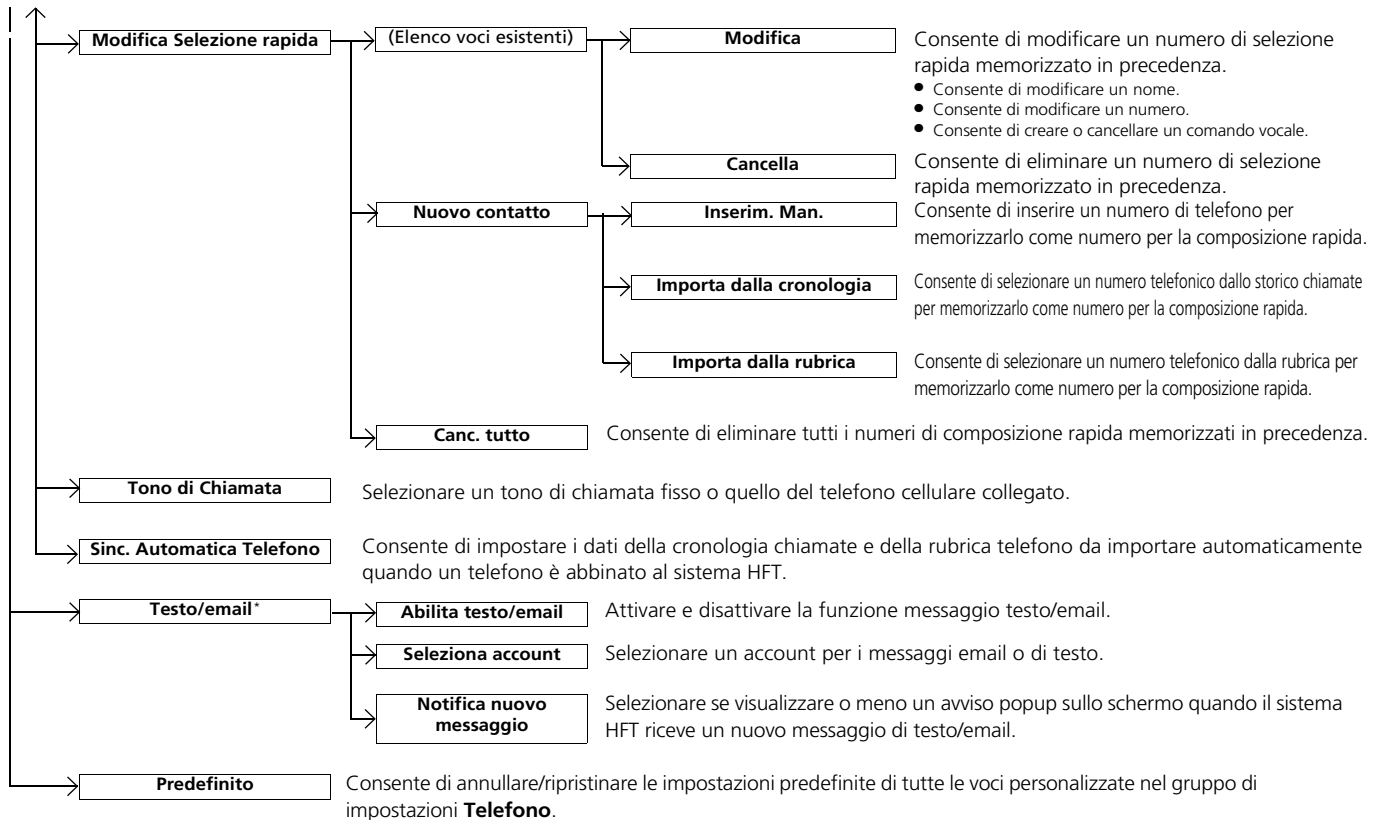 Modifica Selezione rapida
(Elenco voci esistenti)
Modifica
Consente di modificare un numero di selezione
rapida memorizzato in precedenza.
● Consente di modificare un nome.
● Consente di modificare un numero.
● Consente di creare o cancellare un comando vocale.
Cancella
Consente di eliminare un numero di selezione
rapida memorizzato in precedenza.
Nuovo contatto
Inserim. Man.
Consente di inserire un numero di telefono per
memorizzarlo come numero per la composizione rapida.
Importa dalla cronologia
Consente di selezionare un numero telefonico dallo storico chiamate
per memorizzarlo come numero per la composizione rapida.
Importa dalla rubrica
Consente di selezionare un numero telefonico dalla rubrica per
memorizzarlo come numero per la composizione rapida.
Canc. tutto
Consente di eliminare tutti i numeri di composizione rapida memorizzati in precedenza.
Tono di Chiamata
Selezionare un tono di chiamata fisso o quello del telefono cellulare collegato.
Sinc. Automatica Telefono
Consente di impostare i dati della cronologia chiamate e della rubrica telefono da importare automaticamente
quando un telefono è abbinato al sistema HFT.
Testo/email*
Abilita testo/email
Attivare e disattivare la funzione messaggio testo/email.
Seleziona account
Selezionare un account per i messaggi email o di testo.
Notifica nuovo
messaggio
Selezionare se visualizzare o meno un avviso popup sullo schermo quando il sistema
HFT riceve un nuovo messaggio di testo/email.
Predefinito
Consente di annullare/ripristinare le impostazioni predefinite di tutte le voci personalizzate nel gruppo di
impostazioni Telefono.